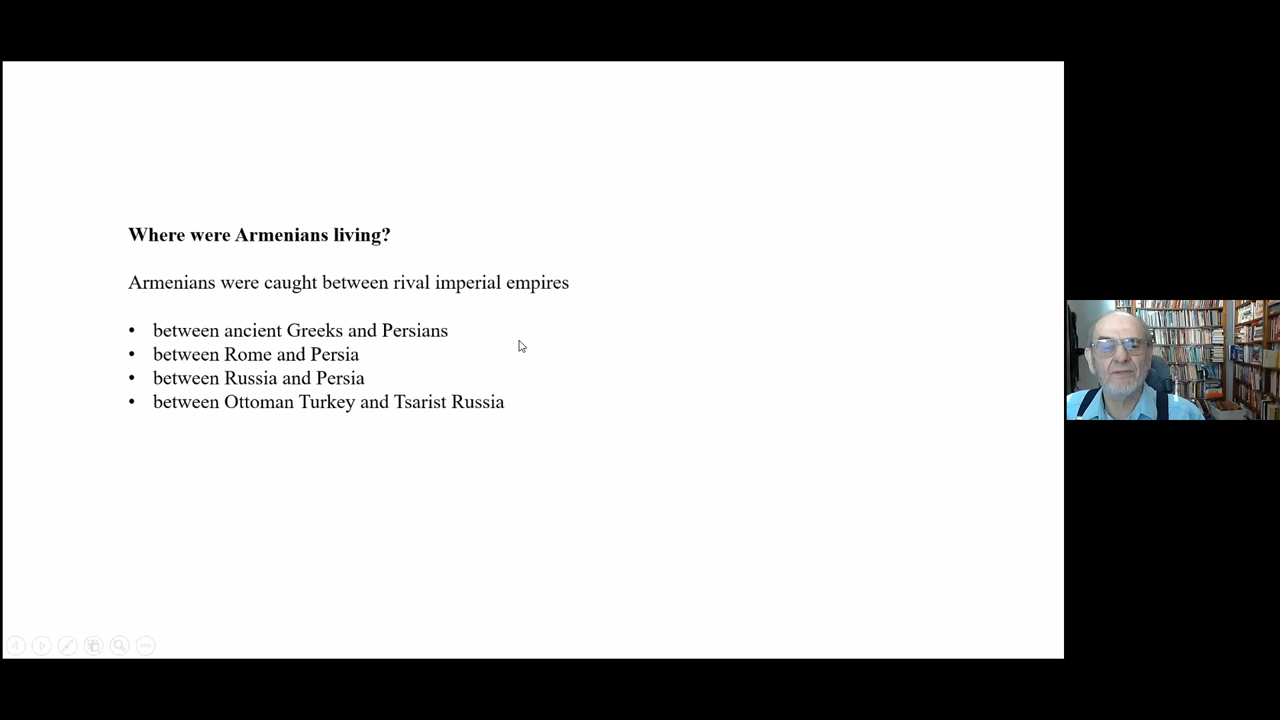 Where were Armenians living?
Armenians were caught between rival imperial empires
• between ancient Greeks and Persians
• between Rome and Persia
• between Russia and Persia
• between Ottoman Turkey and Tsarist Russia